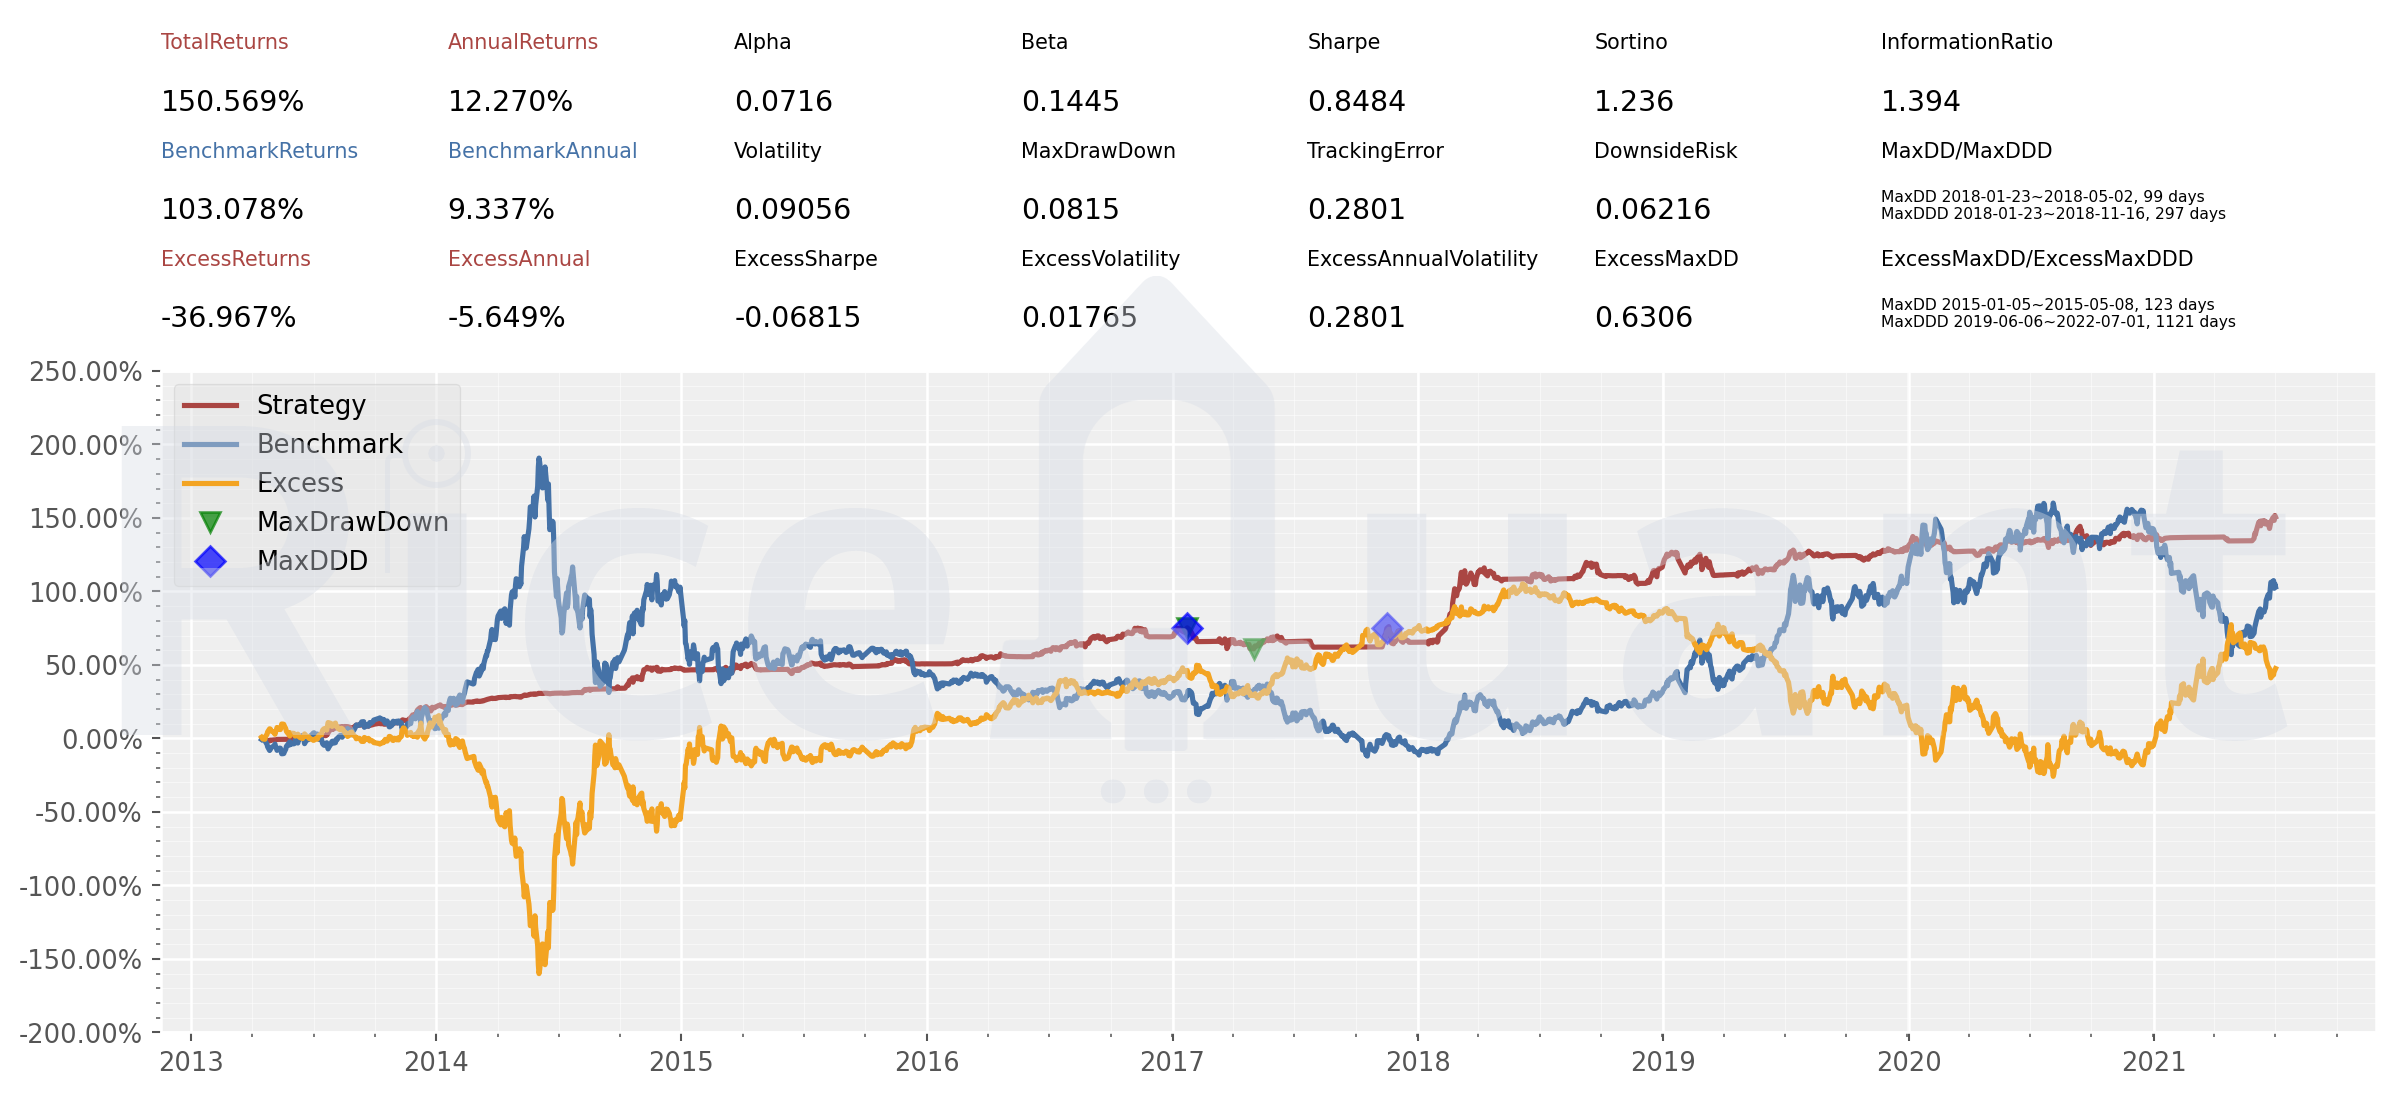 TotalReturns AnnualReturns Alpha Beta Sharpe Sortino InformationRatio
150.569% 12.270% 0.0716 0.1445 0.8484 1.236 1.394
BenchmarkReturns BenchmarkAnnual Volatility MaxDrawDown TrackingError DownsideRisk MaxDD/MaxDDD
103.078% 9.337% 0.09056 0.0815 0.2801 0.06216 MaxDD 2018-01-23~2018-05-02, 99 days
MaxDDD 2018-01-23~2018-11-16, 297 days
ExcessReturns ExcessAnnual ExcessSharpe ExcessVolatility ExcessAnnualVolatility ExcessMaxDD ExcessMaxDD/ExcessMaxDDD
-36.967% -5.649% -0.06815 0.01765 0.2801 0.6306 MaxDD 2015-01-05~2015-05-08, 123 days
MaxDDD 2019-06-06~2022-07-01, 1121 days
250.00%
200.00%
150.00%
100.00%
50.00%
0.00%
-50.00%
-100.00%
-150.00%
-200.00%
Strategy
Benchmark
Excess
MaxDrawDown
MaxDDD
Ricequant
2013 2014 2015 2016 2017 2018 2019 2020 2021